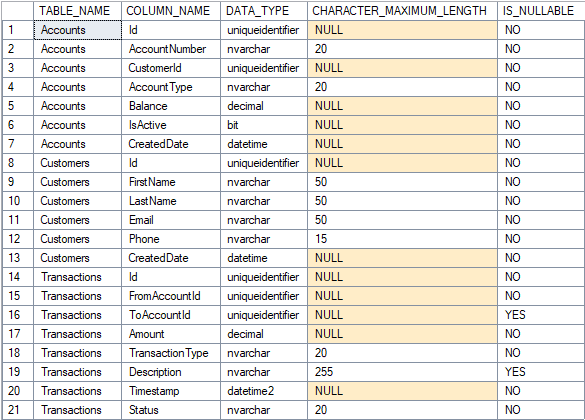 TABLE_NAME COLUMN_NAME DATA_TYPE CHARACTER_MAXIMUM_LENGTH IS_NULLABLE
1 Accounts Id uniqueidentifier NULL NO
2 Accounts AccountNumber nvarchar 20 NO
3 Accounts CustomerId uniqueidentifier NULL NO
4 Accounts AccountType nvarchar 20 NO
5 Accounts Balance decimal NULL NO
6 Accounts IsActive bit NULL NO
7 Accounts CreatedDate datetime NULL NO
8 Customers Id uniqueidentifier NULL NO
9 Customers FirstName nvarchar 50 NO
10 Customers LastName nvarchar 50 NO
11 Customers Email nvarchar 50 NO
12 Customers Phone nvarchar 15 NO
13 Customers CreatedDate datetime NULL NO
14 Transactions Id uniqueidentifier NULL NO
15 Transactions FromAccountId uniqueidentifier NULL NO
16 Transactions ToAccountId uniqueidentifier NULL YES
17 Transactions Amount decimal NULL NO
18 Transactions TransactionType nvarchar 20 NO
19 Transactions Description nvarchar 255 YES
20 Transactions Timestamp datetime2 NULL NO
21 Transactions Status nvarchar 20 NO